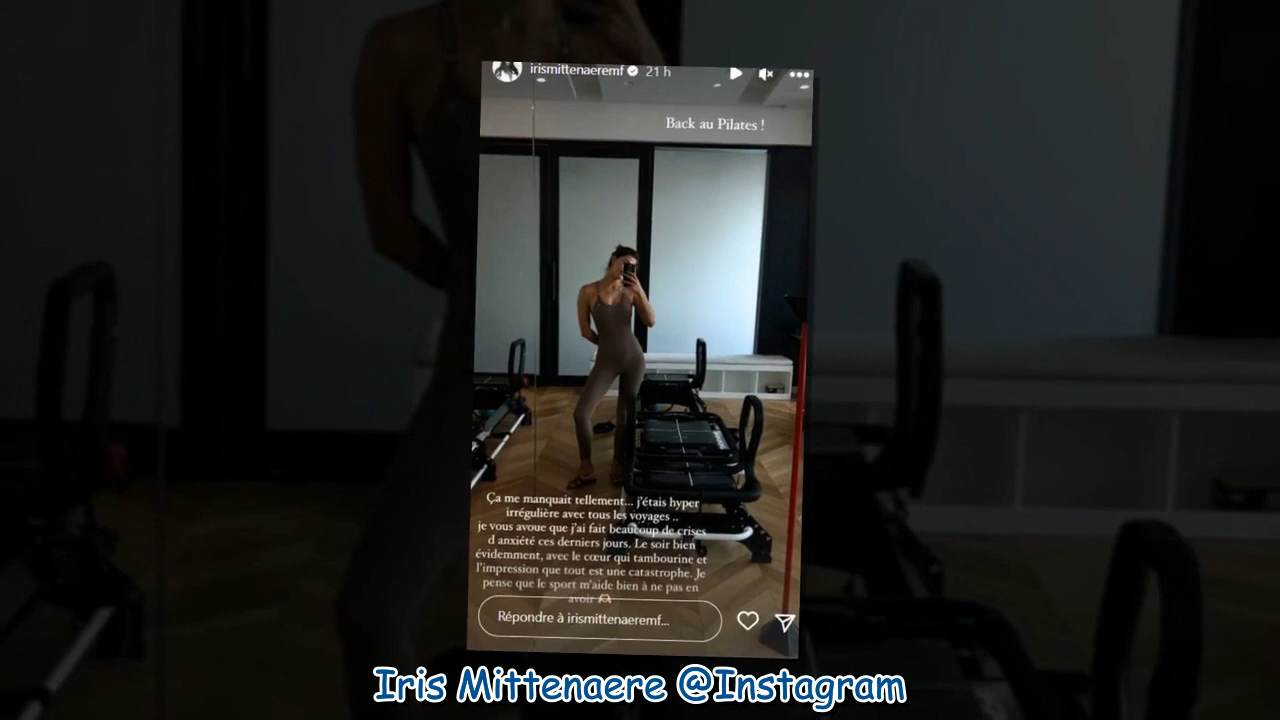 irismittenaeremf 21 h
Back au Pilates !
Ça me manquait tellement... j'étais hyper
irrégulière avec tous les voyages ..
je vous avoue que j'ai fait beaucoup de crises
d anxiété ces derniers jours. Le soir bien
évidemment, avec le cœur qui tambourine et
l'impression que tout est une catastrophe. Je
pense que le sport m'aide bien à ne pas en
avoir 🫶🏼
Répondre à irismittenaeremf...
Iris Mittenaere @Instagram